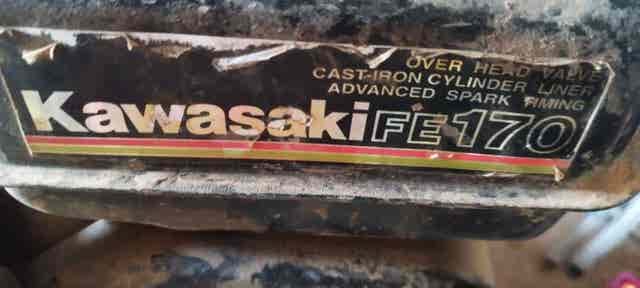 OVER HEAD VALVE
CAST-IRON CYLINDER LINER
ADVANCED SPARK TIMING
Kawasaki FE170